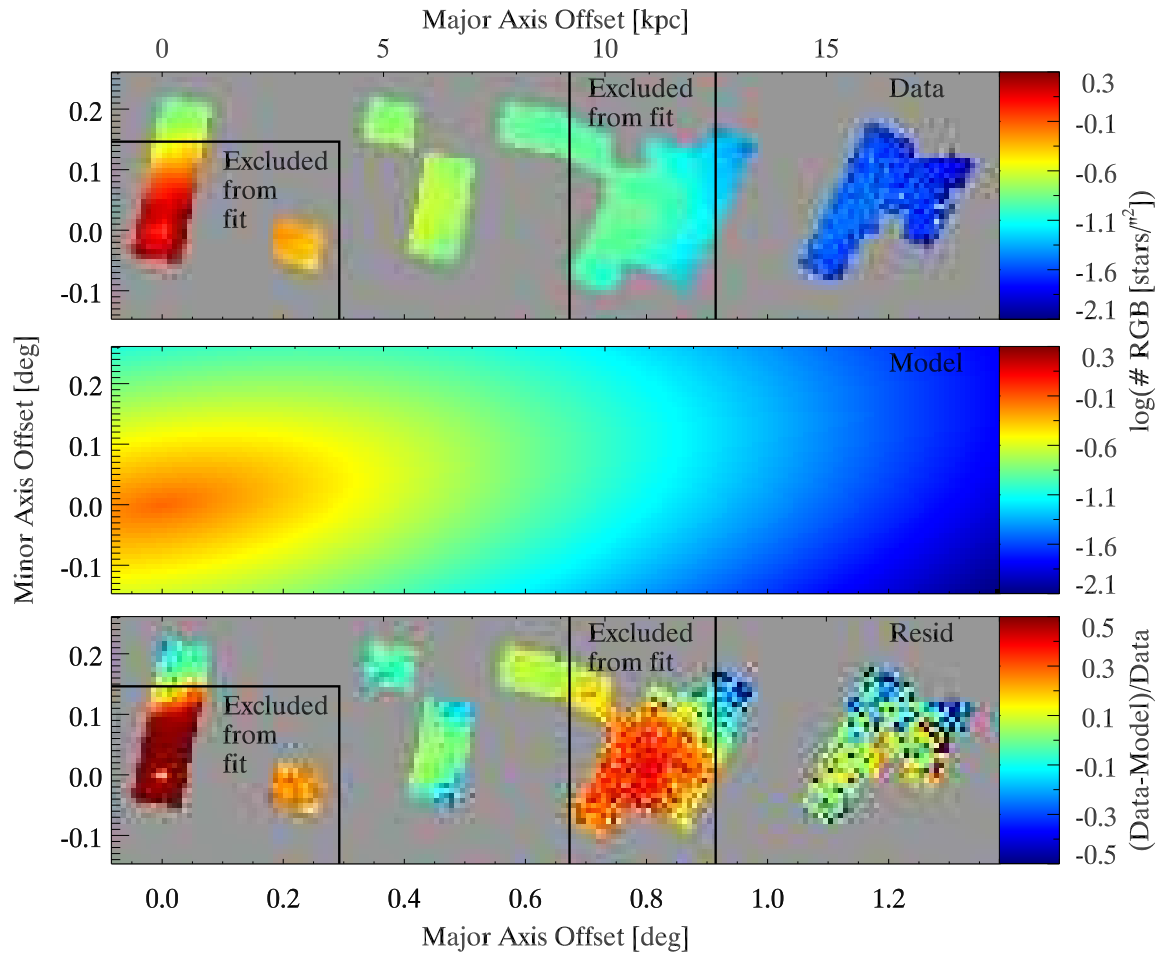 Major Axis Offset [kpc]
0 5 10 15
0.2
0.1
0.0
-0.1
Excluded
from
fit
Excluded
from fit
Data
0.3
-0.1
-0.6
-1.1
-1.6
-2.1
0.2
0.1
0.0
-0.1
Model
0.3
-0.1
-0.6
-1.1
-1.6
-2.1
log(# RGB [stars/"²])
Minor Axis Offset [deg]
0.2
0.1
0.0
-0.1
Excluded
from
fit
Excluded
from fit
Resid
0.5
0.3
0.1
-0.1
-0.3
-0.5
(Data-Model)/Data
0.0 0.2 0.4 0.6 0.8 1.0 1.2
Major Axis Offset [deg]